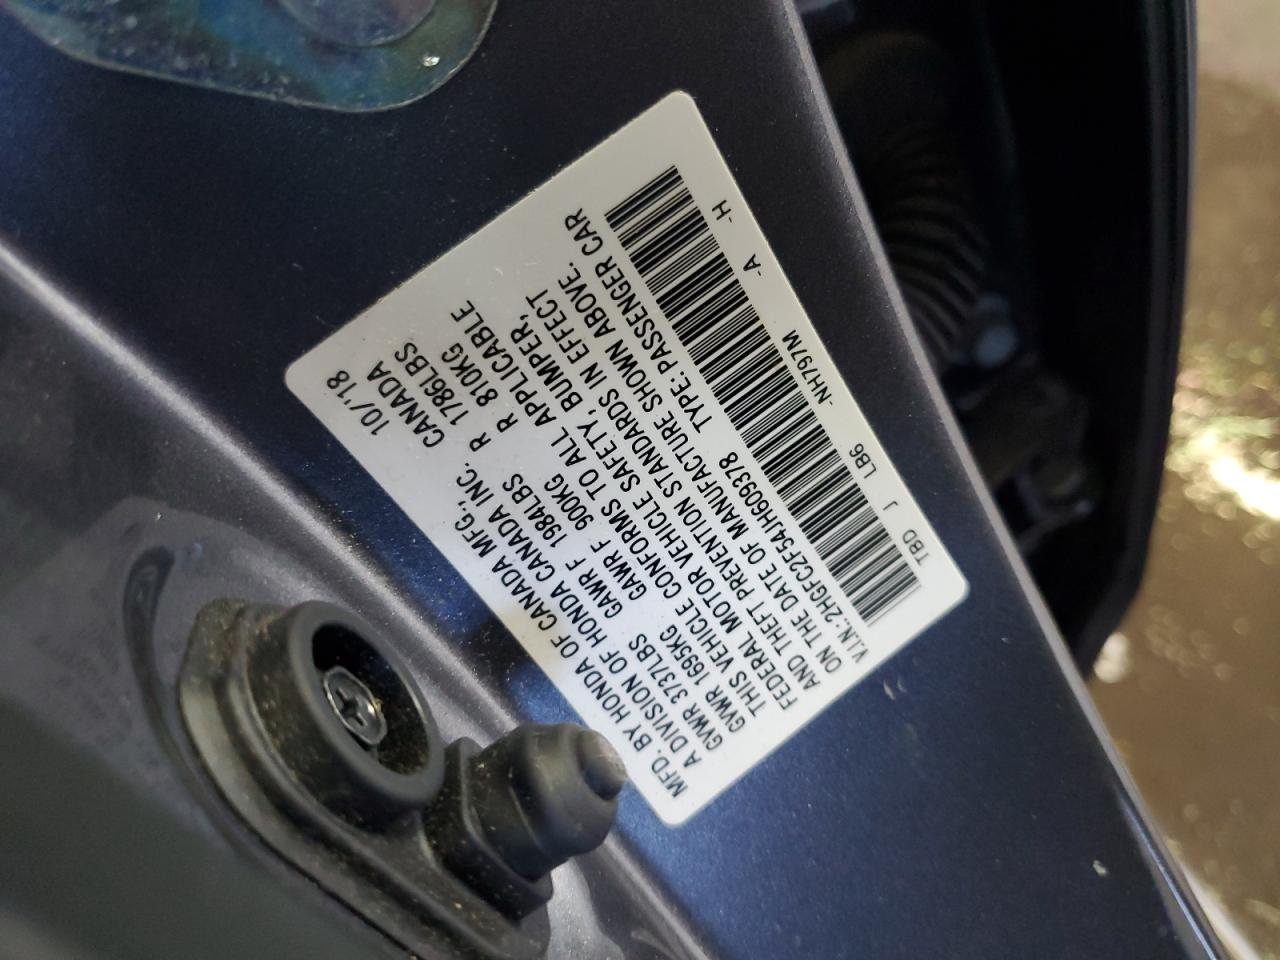 MFD. BY HONDA OF CANADA MFG. 10/'18
A DIVISION OF HONDA CANADA INC. CANADA
GVWR 3737LBS GAWR F 1984LBS R 1786LBS
GVWR 1695KG GAWR F 900KG R 810KG
THIS VEHICLE CONFORMS TO ALL APPLICABLE
FEDERAL MOTOR VEHICLE SAFETY, BUMPER,
AND THEFT PREVENTION STANDARDS IN EFFECT
ON THE DATE OF MANUFACTURE SHOWN ABOVE.
V.I.N.:2HGFC2F54JH609378 TYPE: PASSENGER CAR
TBD J LB6 -NH797M -A -H